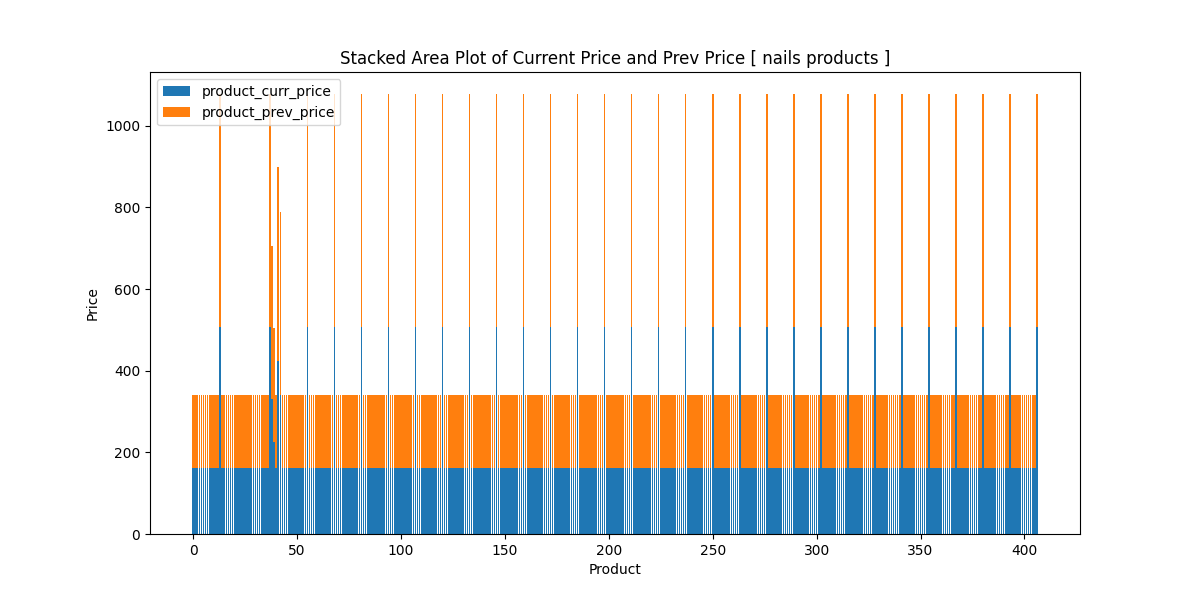 Stacked Area Plot of Current Price and Prev Price [ nails products ]
product_curr_price
product_prev_price
Price
1000
800
600
400
200
0
0 50 100 150 200 250 300 350 400
Product